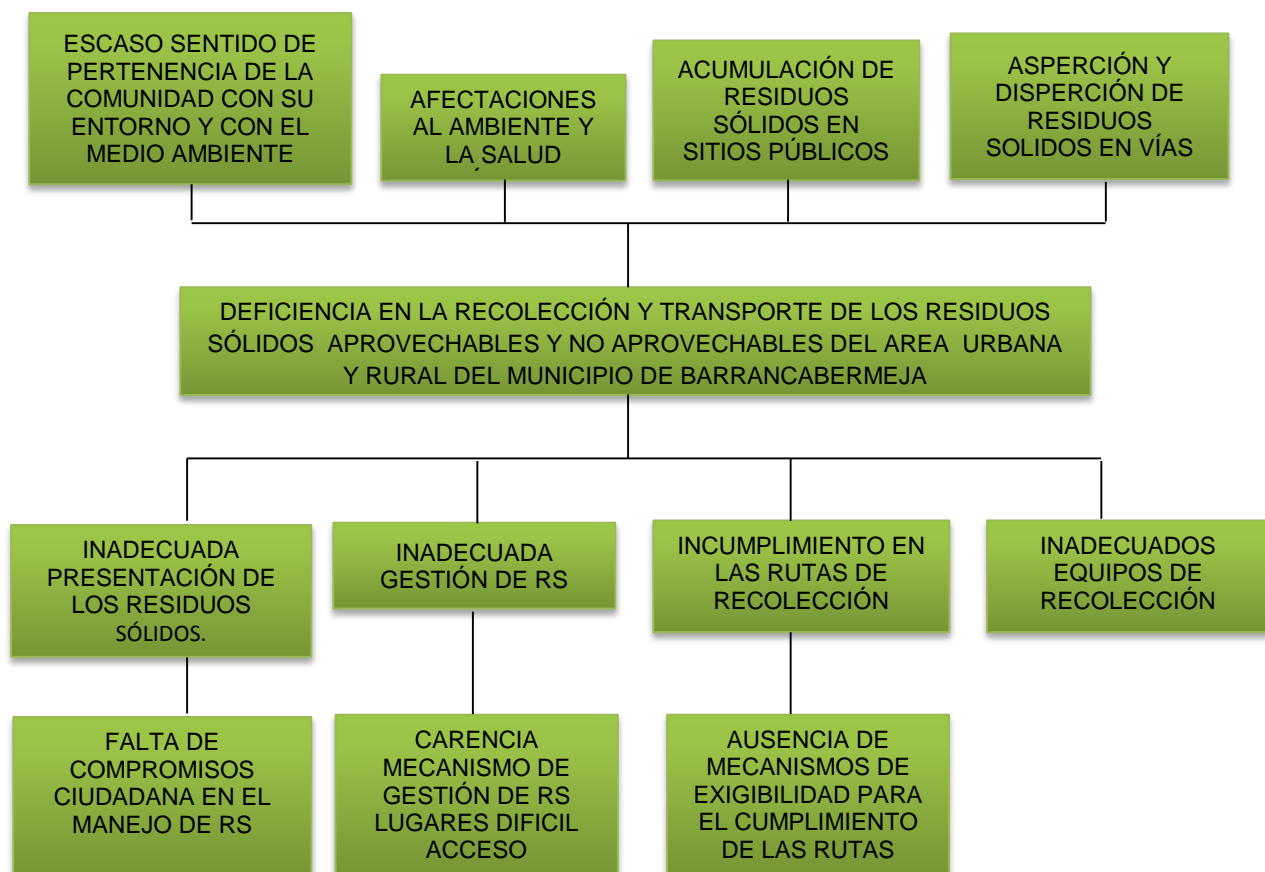 ESCASO SENTIDO DE
PERTENENCIA DE LA
COMUNIDAD CON SU
ENTORNO Y CON EL
MEDIO AMBIENTE
AFECTACIONES
AL AMBIENTE Y
LA SALUD
ACUMULACIÓN DE
RESIDUOS
SÓLIDOS EN
SITIOS PÚBLICOS
ASPERCIÓN Y
DISPERCIÓN DE
RESIDUOS
SOLIDOS EN VÍAS
DEFICIENCIA EN LA RECOLECCIÓN Y TRANSPORTE DE LOS RESIDUOS
SÓLIDOS APROVECHABLES Y NO APROVECHABLES DEL AREA URBANA
Y RURAL DEL MUNICIPIO DE BARRANCABERMEJA
INADECUADA
PRESENTACIÓN DE
LOS RESIDUOS
SÓLIDOS.
INADECUADA
GESTIÓN DE RS
INCUMPLIMIENTO EN
LAS RUTAS DE
RECOLECCIÓN
INADECUADOS
EQUIPOS DE
RECOLECCIÓN
FALTA DE
COMPROMISOS
CIUDADANA EN EL
MANEJO DE RS
CARENCIA
MECANISMO DE
GESTIÓN DE RS
LUGARES DIFICIL
ACCESO
AUSENCIA DE
MECANISMOS DE
EXIGIBILIDAD PARA
EL CUMPLIMIENTO
DE LAS RUTAS